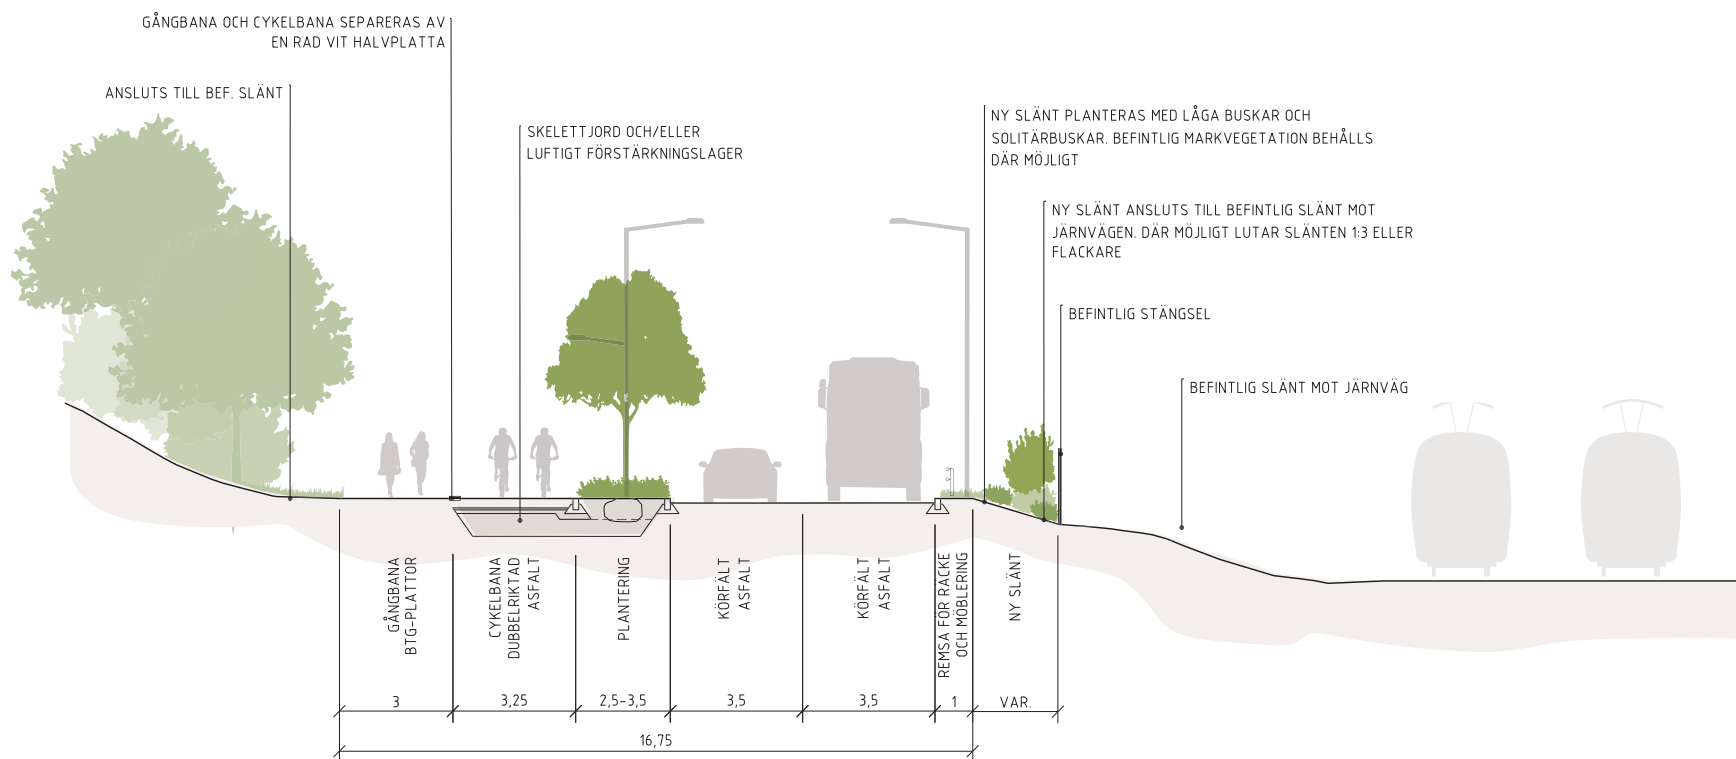 GÅNGBANA OCH CYKELBANA SEPARERAS AV
EN RAD VIT HALVPLATTA
ANSLUTS TILL BEF. SLÄNT
SKELETTJORD OCH/ELLER
LUFTIGT FÖRSTÄRKNINGSLAGER
NY SLÄNT PLANTERAS MED LÅGA BUSKAR OCH
SOLITÄRBUSKAR. BEFINTLIG MARKVEGETATION BEHÅLLS
DÄR MÖJLIGT
NY SLÄNT ANSLUTS TILL BEFINTLIG SLÄNT MOT
JÄRNVÄGEN. DÄR MÖJLIGT LUTAR SLÄNTEN 1:3 ELLER
FLACKARE
BEFINTLIG STÄNGSEL
BEFINTLIG SLÄNT MOT JÄRNVÄG
GÅNGBANA
BTG-PLATTOR
CYKELBANA
DUBBELRIKTAD
ASFALT
PLANTERING
KÖRFÄLT
ASFALT
KÖRFÄLT
ASFALT
REMSA FÖR RÄCKE
OCH MÖBLERING
NY SLÄNT
3
3,25
2,5-3,5
3,5
3,5
1
VAR.
16,75